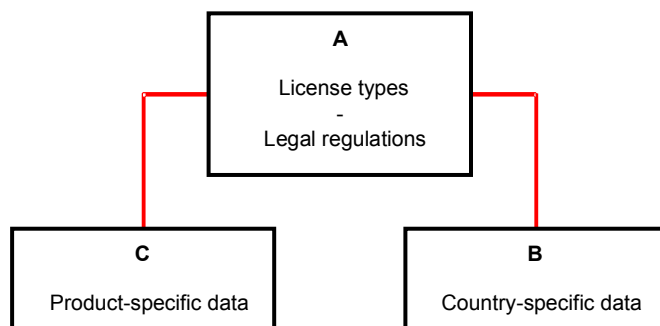 A
License types
-
Legal regulations
C
Product-specific data
B
Country-specific data